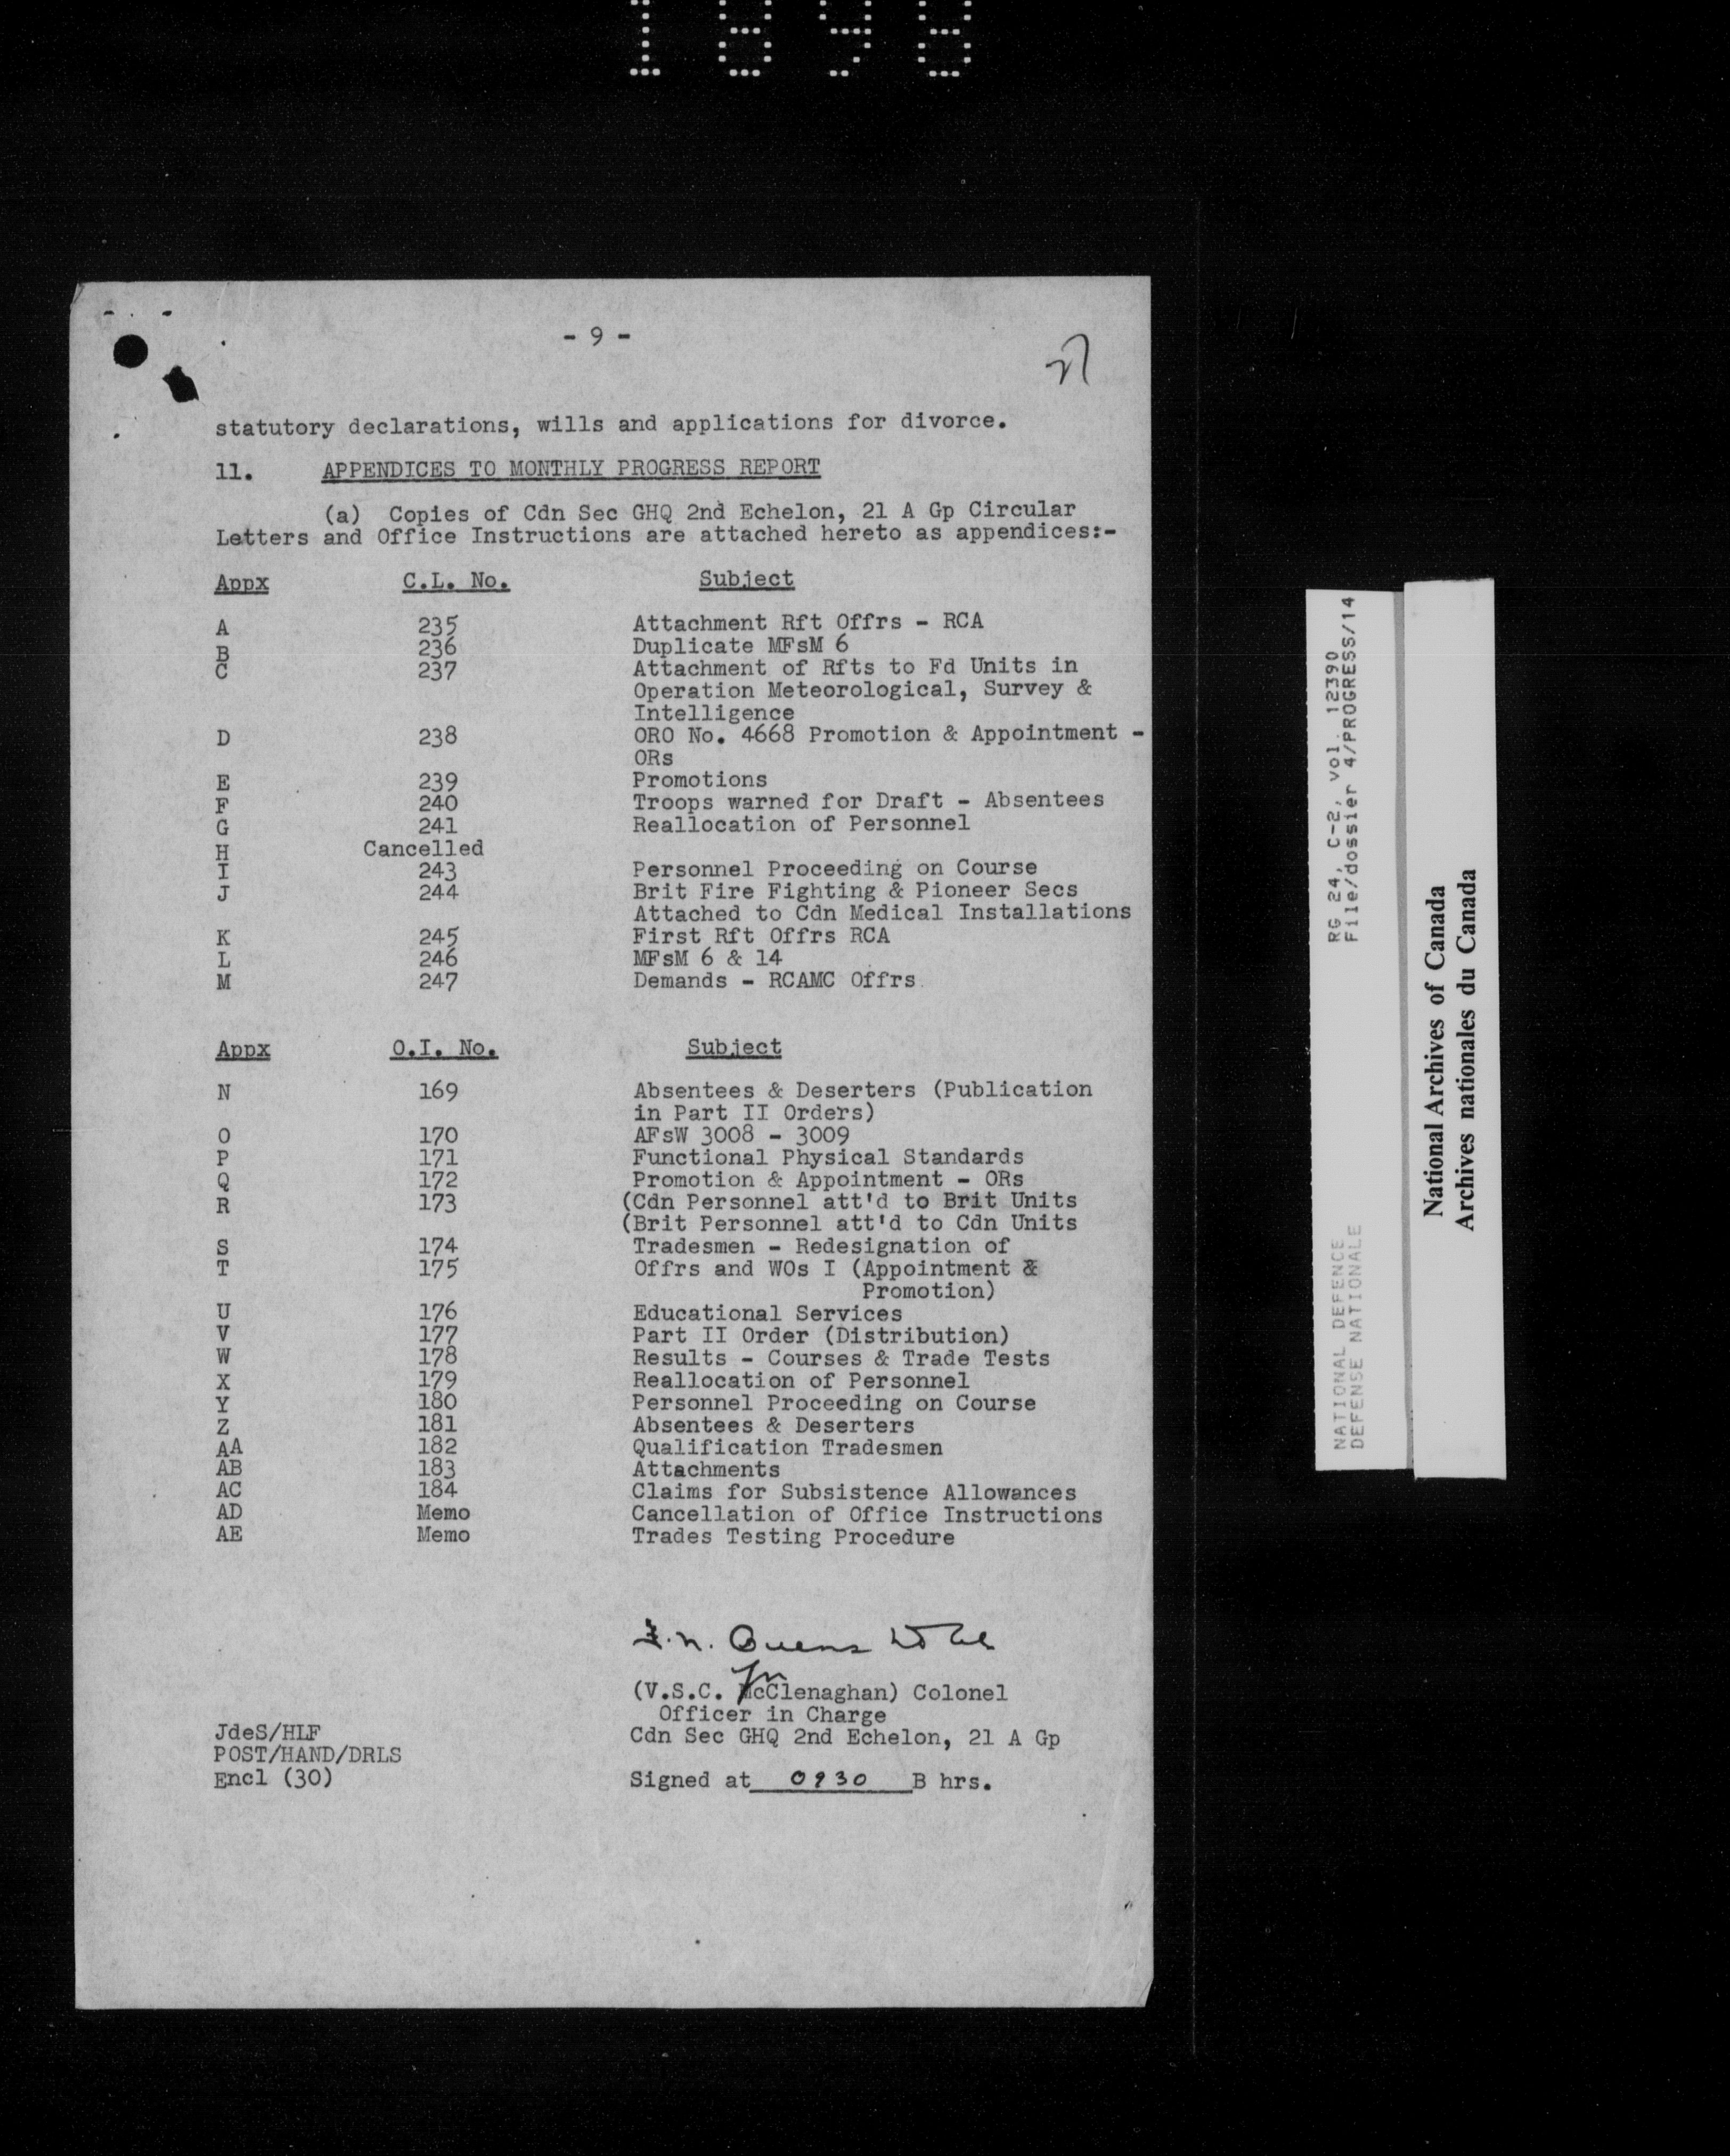 1898
- 9 -
statutory declarations, wills and applications for divorce.
11. APPENDICES TO MONTHLY PROGRESS REPORT
(a) Copies of Cdn Sec GHQ 2nd Echelon, 21 A Gp Circular
Letters and Office Instructions are attached hereto as appendices:-
Appx C.L. No. Subject
A 235 Attachment Rft Offrs - RCA
B 236 Duplicate MFsM 6
C 237 Attachment of Rfts to Fd Units in
Operation Meteorological, Survey &
Intelligence
D 238 ORO No. 4668 Promotion & Appointment -
ORs
E 239 Promotions
F 240 Troops warned for Draft - Absentees
G 241 Reallocation of Personnel
H Cancelled
I 243 Personnel Proceeding on Course
J 244 Brit Fire Fighting & Pioneer Secs
Attached to Cdn Medical Installations
K 245 First Rft Offrs RCA
L 246 MFsM 6 & 14
M 247 Demands - RCAMC Offrs.
Appx O.I. No. Subject
N 169 Absentees & Deserters (Publication
in Part II Orders)
O 170 AFsW 3008 - 3009
P 171 Functional Physical Standards
Q 172 Promotion & Appointment - ORs
R 173 (Cdn Personnel att'd to Brit Units
(Brit Personnel att'd to Cdn Units
S 174 Tradesmen - Redesignation of
T 175 Offrs and WOs I (Appointment &
Promotion)
U 176 Educational Services
V 177 Part II Order (Distribution)
W 178 Results - Courses & Trade Tests
X 179 Reallocation of Personnel
Y 180 Personnel Proceeding on Course
Z 181 Absentees & Deserters
AA 182 Qualification Tradesmen
AB 183 Attachments
AC 184 Claims for Subsistence Allowances
AD Memo Cancellation of Office Instructions
AE Memo Trades Testing Procedure
(V.S.C. McClenaghan) Colonel
Officer in Charge
Cdn Sec GHQ 2nd Echelon, 21 A Gp
JdeS/HLF
POST/HAND/DRLS
Encl (30)
Signed at 0930 B hrs.
RG 24, C-2, vol. 12390
File/dossier 4/PROGRESS/14
NATIONAL DEFENCE
DEFENSE NATIONALE
National Archives of Canada
Archives nationales du Canada